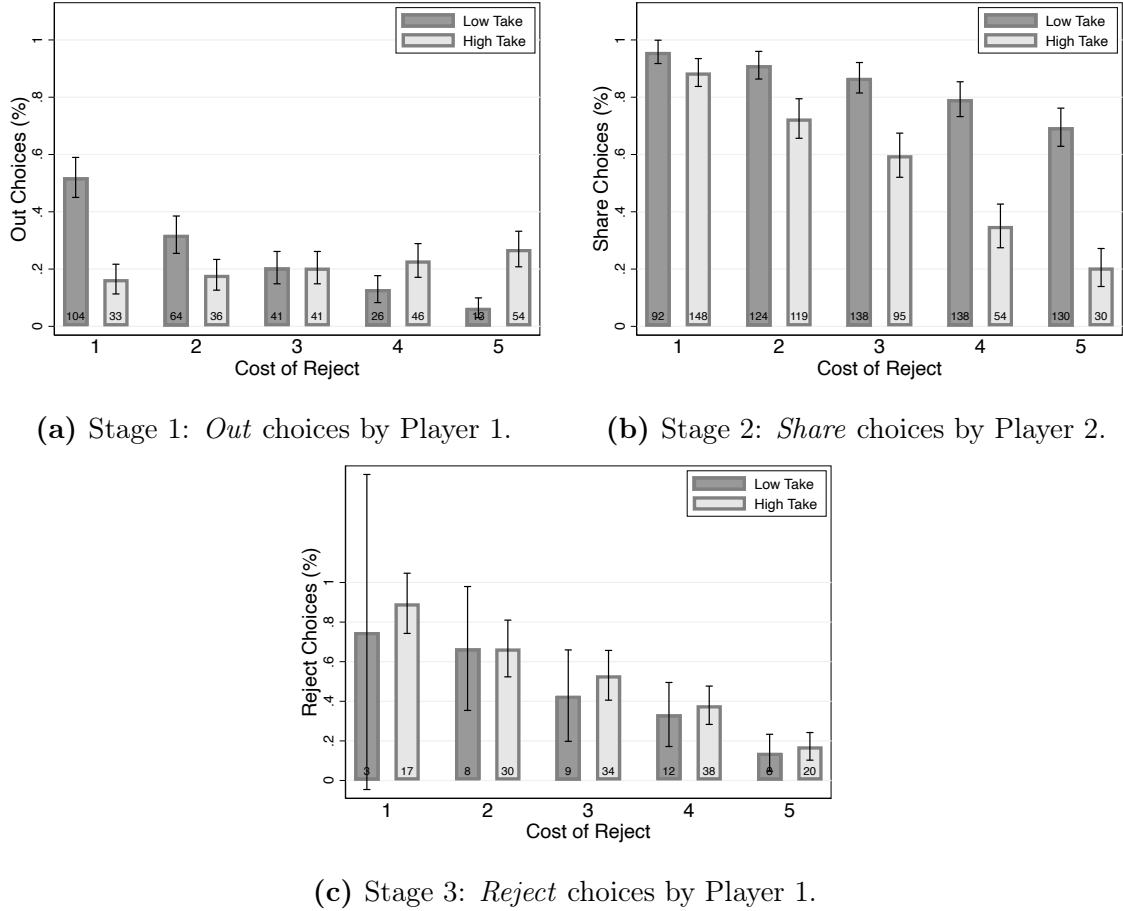 Low Take
High Take
Out Choices (%)
0 .2 .4 .6 .8 1
104 33 64 36 41 41 26 46 13 54
1 2 3 4 5
Cost of Reject
(a) Stage 1: Out choices by Player 1.
Low Take
High Take
Share Choices (%)
0 .2 .4 .6 .8 1
92 148 124 119 138 95 138 54 130 30
1 2 3 4 5
Cost of Reject
(b) Stage 2: Share choices by Player 2.
Low Take
High Take
Reject Choices (%)
0 .2 .4 .6 .8 1
3 17 8 30 9 34 12 38 20
1 2 3 4 5
Cost of Reject
(c) Stage 3: Reject choices by Player 1.